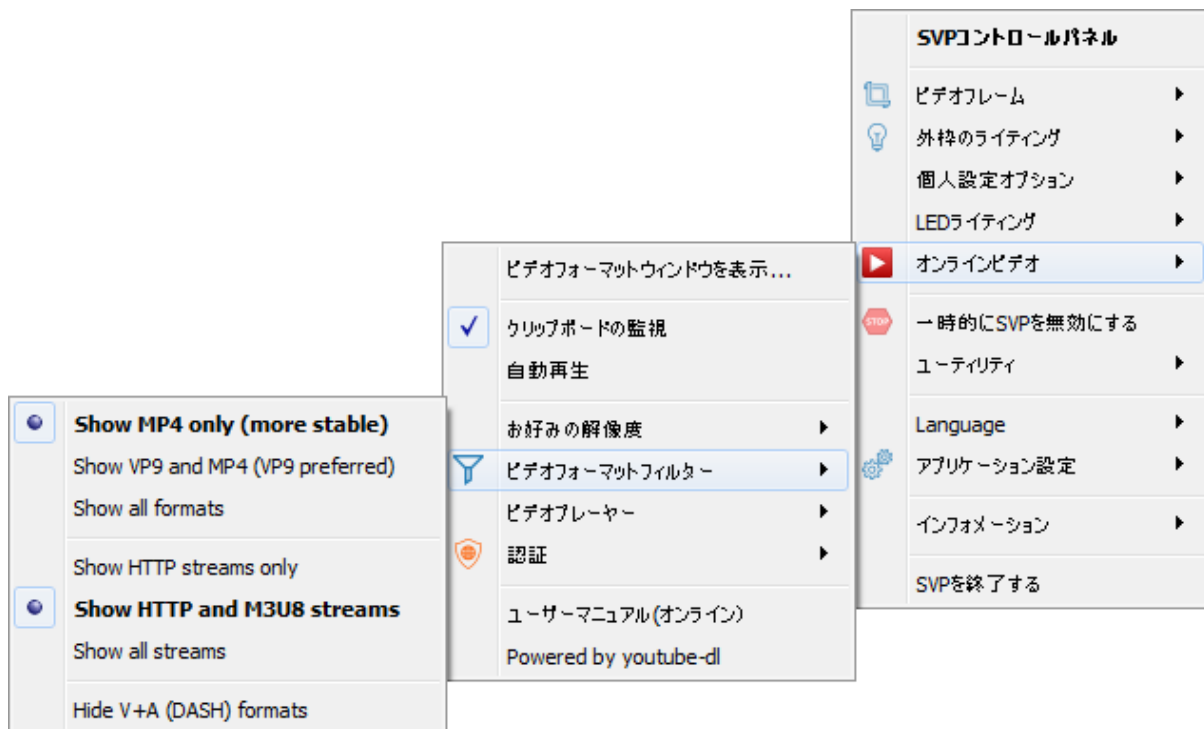 SVPコントロールパネル
ビデオフレーム
外枠のライティング
個人設定オプション
LEDライティング
オンラインビデオ
STOP
一時的にSVPを無効にする
ユーティリティ
Language
アプリケーション設定
インフォメーション
SVPを終了する
ビデオフォーマットウィンドウを表示...
クリップボードの監視
自動再生
お好みの解像度
ビデオフォーマットフィルター
ビデオプレーヤー
認証
ユーザーマニュアル(オンライン)
Powered by youtube-dl
Show MP4 only (more stable)
Show VP9 and MP4 (VP9 preferred)
Show all formats
Show HTTP streams only
Show HTTP and M3U8 streams
Show all streams
Hide V+A (DASH) formats